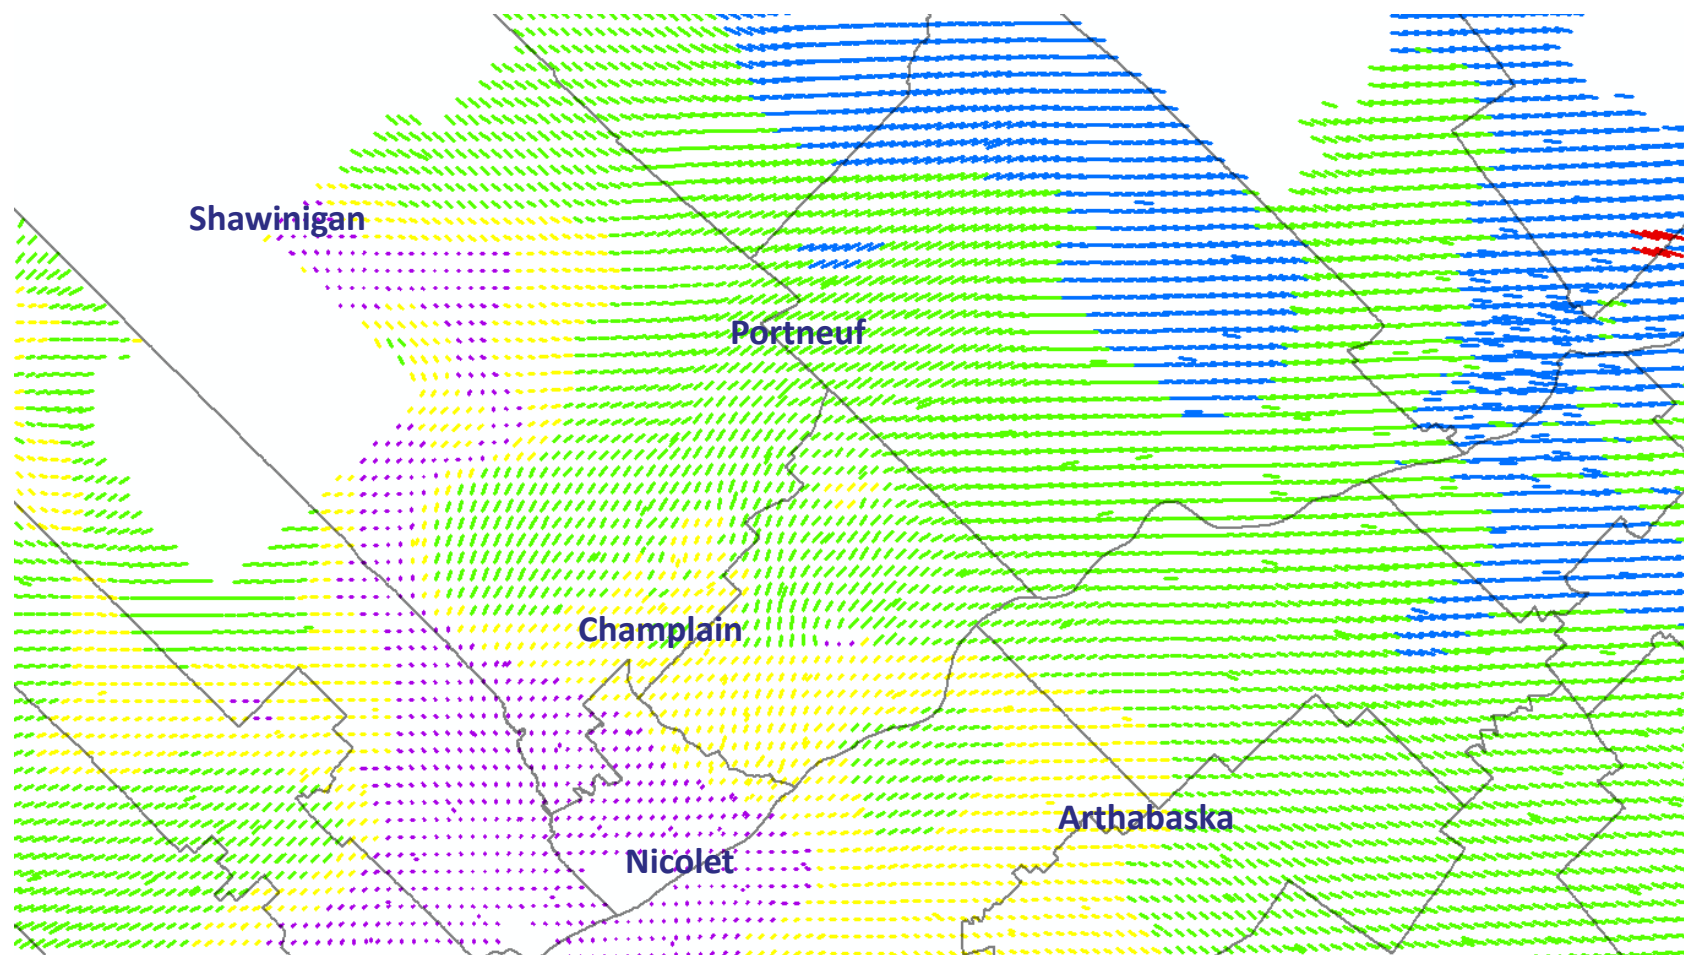 Shawinigan
Portneuf
Champlain
Arthabaska
Nicolet